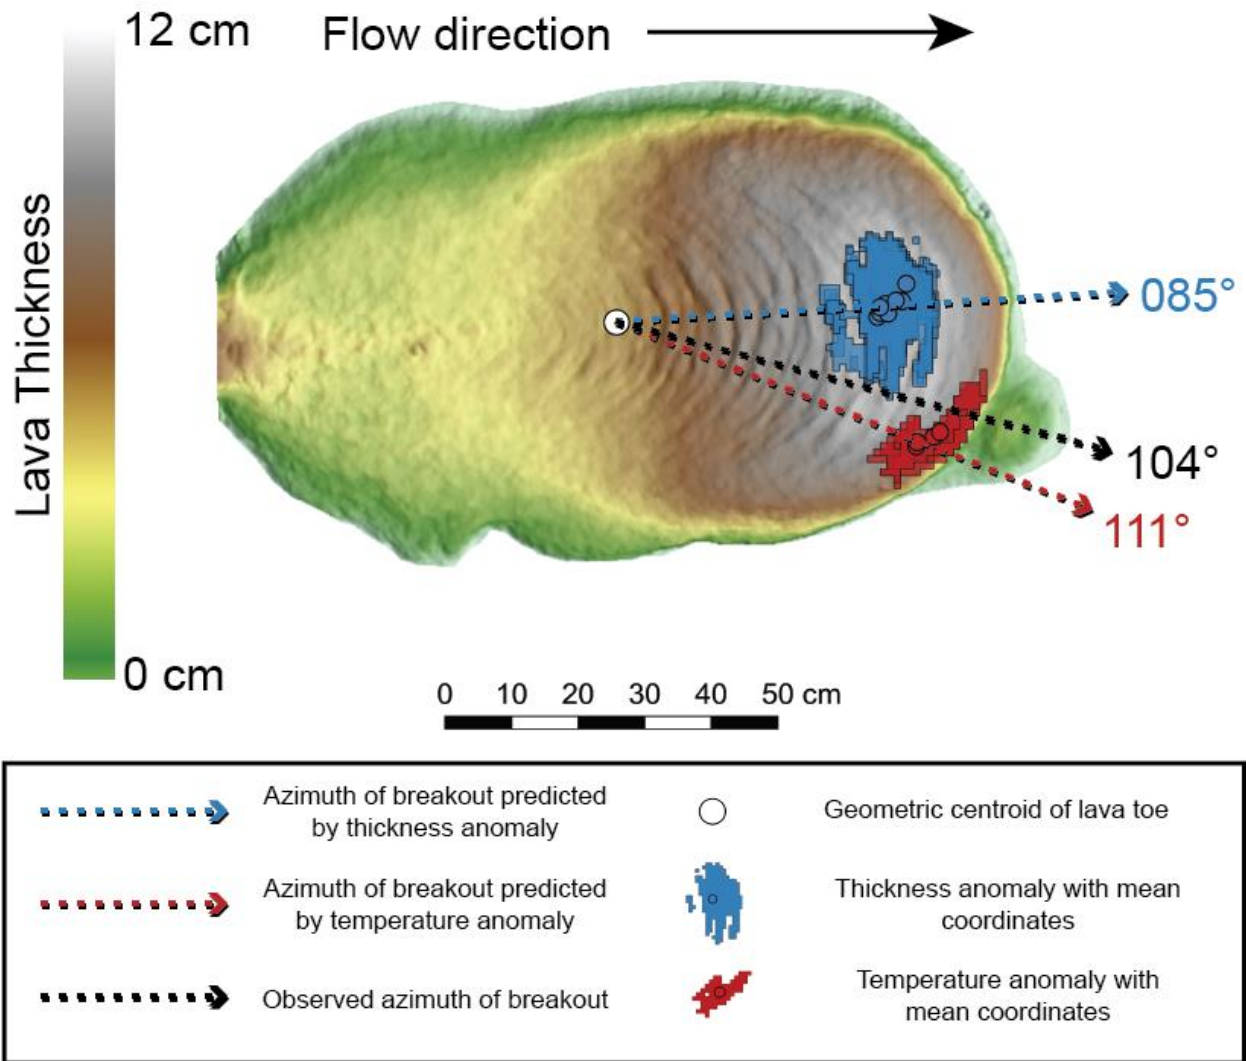 12 cm
Flow direction
Lava Thickness
085°
104°
111°
0 cm
0 10 20 30 40 50 cm
Azimuth of breakout predicted
by thickness anomaly
Geometric centroid of lava toe
Azimuth of breakout predicted
by temperature anomaly
Thickness anomaly with mean
coordinates
Observed azimuth of breakout
Temperature anomaly with
mean coordinates